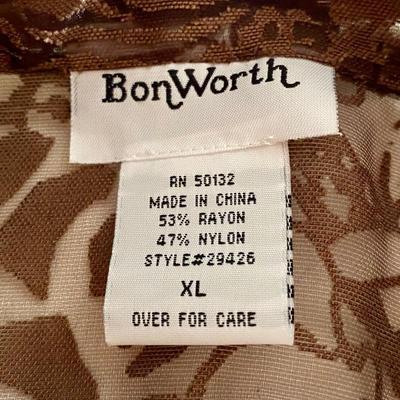 BonWorth
RN 50132
MADE IN CHINA
53% RAYON
47% NYLON
STYLE#29426
XL
OVER FOR CARE